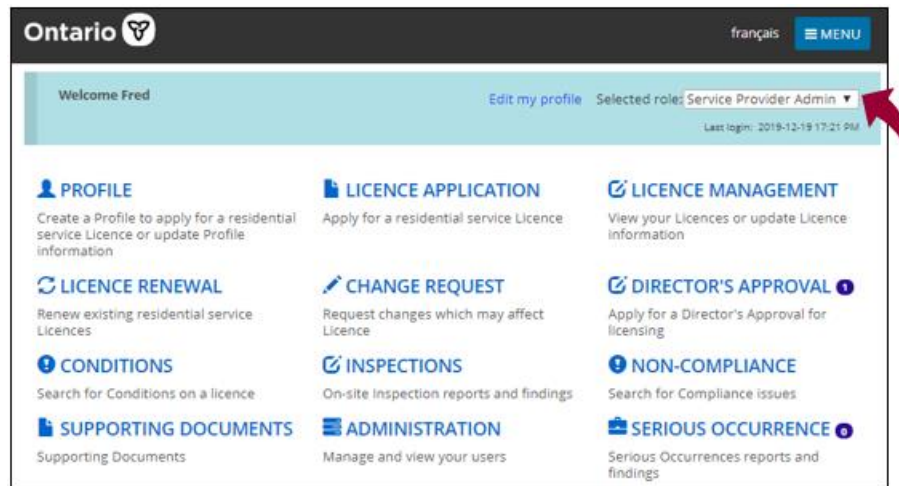 Ontario
français
MENU
Welcome Fred
Edit my profile
Selected role: Service Provider Admin
Last login: 2019-12-19 17:21 PM
PROFILE
Create a Profile to apply for a residential
service Licence or update Profile
information
LICENCE APPLICATION
Apply for a residential service Licence
LICENCE MANAGEMENT
View your Licences or update Licence
information
LICENCE RENEWAL
Renew existing residential service
Licences
CHANGE REQUEST
Request changes which may affect
Licence
DIRECTOR'S APPROVAL 1
Apply for a Director's Approval for
licensing
CONDITIONS
Search for Conditions on a licence
INSPECTIONS
On-site Inspection reports and findings
NON-COMPLIANCE
Search for Compliance issues
SUPPORTING DOCUMENTS
Supporting Documents
ADMINISTRATION
Manage and view your users
SERIOUS OCCURRENCE 0
Serious Occurrences reports and
findings